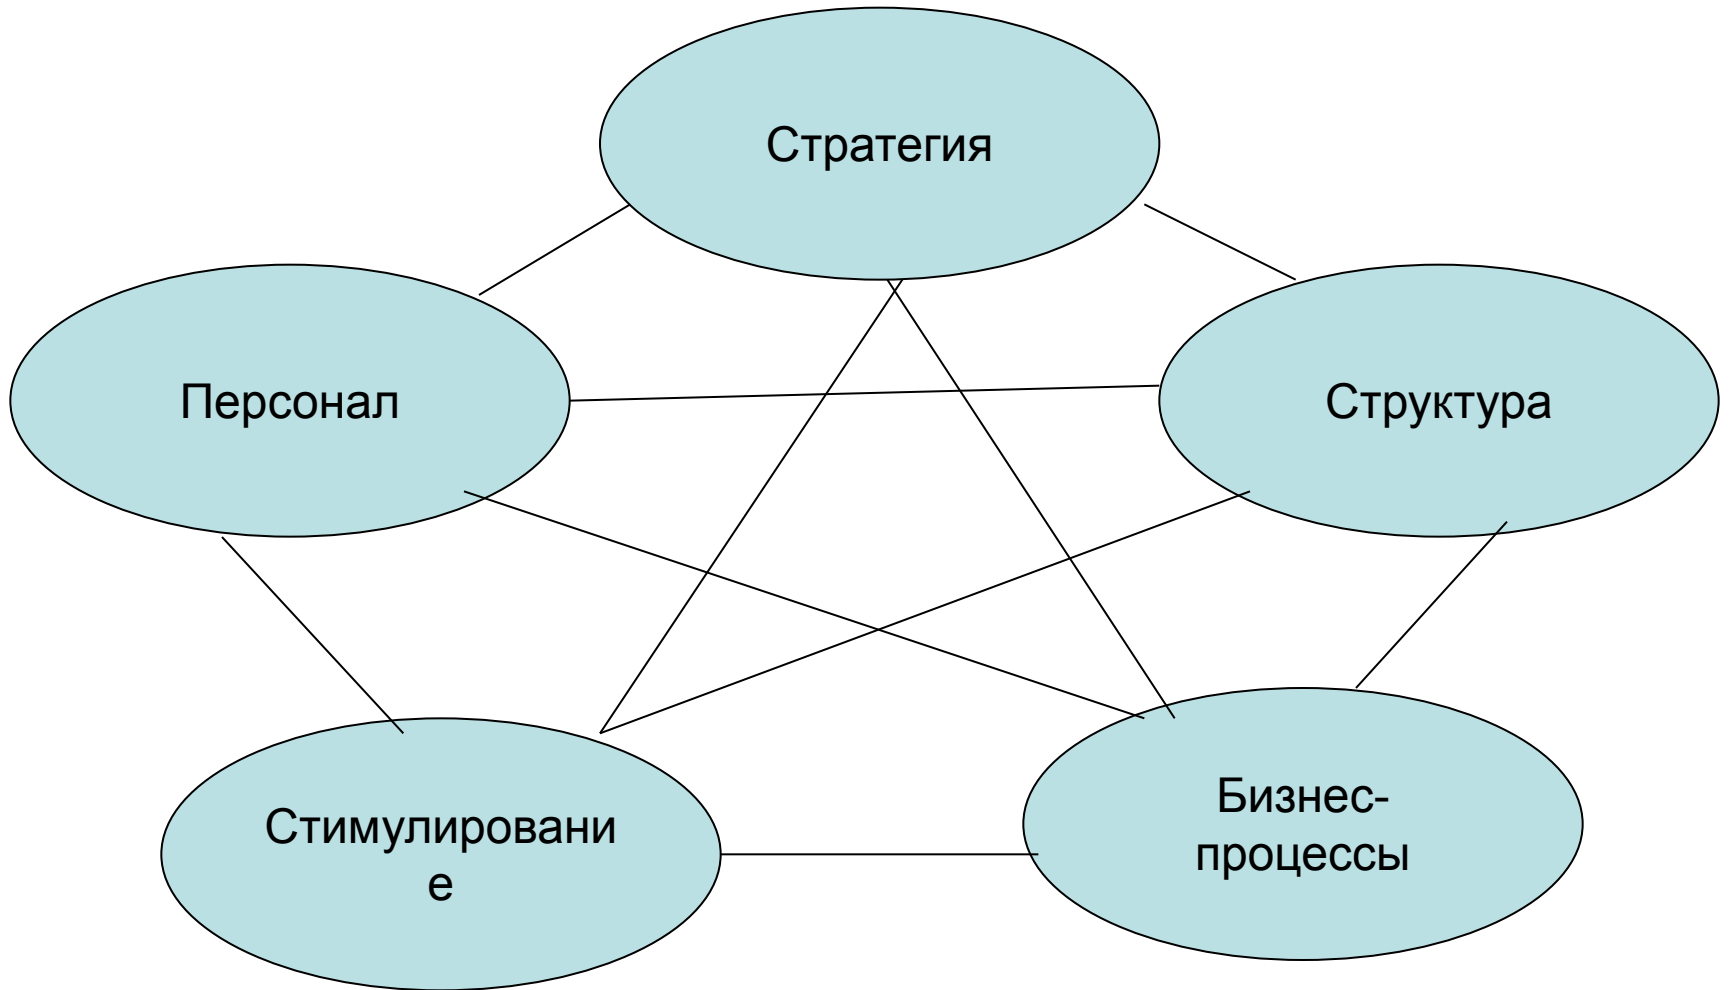 Стратегия
Персонал
Структура
Стимулировани
е
Бизнес-
процессы